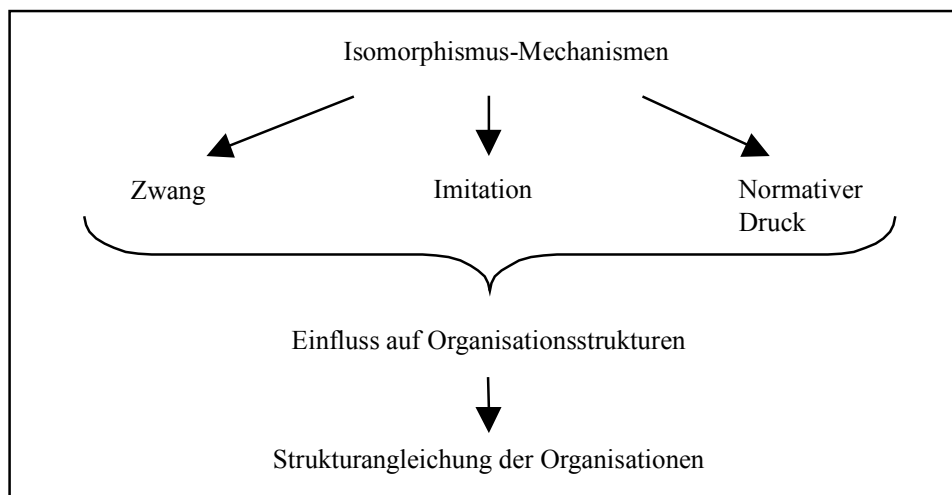 Isomorphismus-Mechanismen
Zwang
Imitation
Normativer
Druck
Einfluss auf Organisationsstrukturen
Strukturangleichung der Organisationen